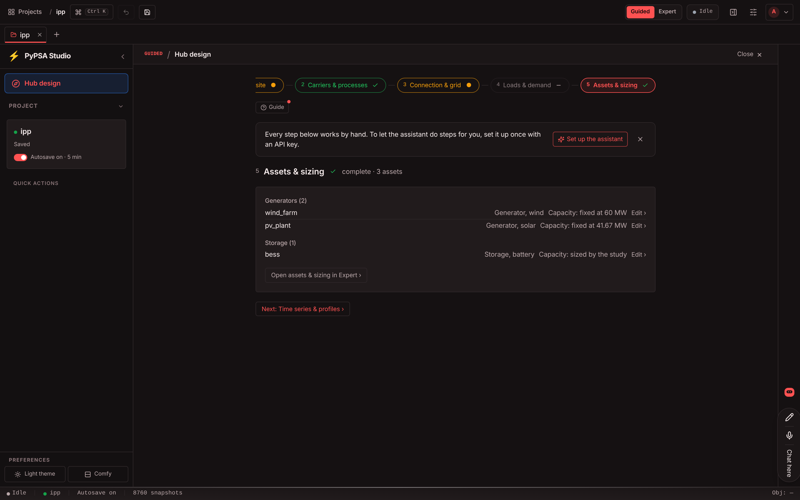 Projects / ipp ⌘ Ctrl K
Guided Expert Idle A
ipp × +
PyPSA Studio
GUIDED / Hub design
Close ×
Hub design
PROJECT
ipp
Saved
Autosave on · 5 min
QUICK ACTIONS
site 2 Carriers & processes ✓ 3 Connection & grid 4 Loads & demand – 5 Assets & sizing ✓
Guide
Every step below works by hand. To let the assistant do steps for you, set it up once with
an API key.
Set up the assistant
5 Assets & sizing ✓ complete · 3 assets
Generators (2)
wind_farm Generator, wind Capacity: fixed at 60 MW Edit ›
pv_plant Generator, solar Capacity: fixed at 41.67 MW Edit ›
Storage (1)
bess Storage, battery Capacity: sized by the study Edit ›
Open assets & sizing in Expert ›
Next: Time series & profiles ›
Chat here
PREFERENCES
Light theme Comfy
Idle ipp Autosave on 8760 snapshots Obj: –